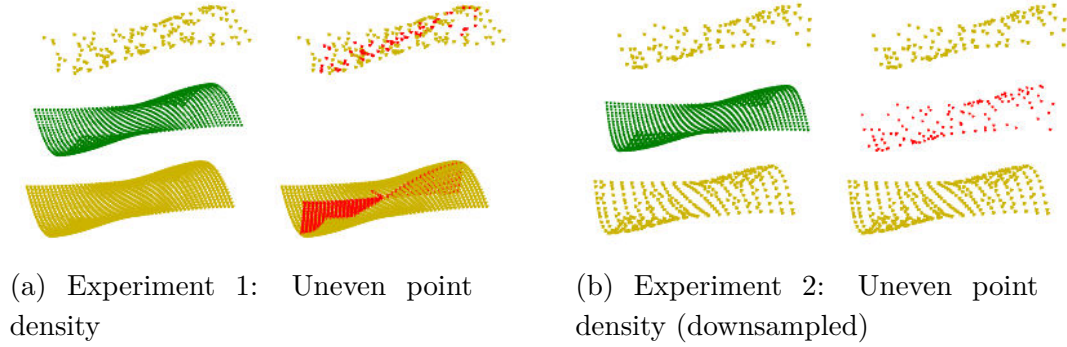 (a) Experiment 1: Uneven point
density
(b) Experiment 2: Uneven point
density (downsampled)